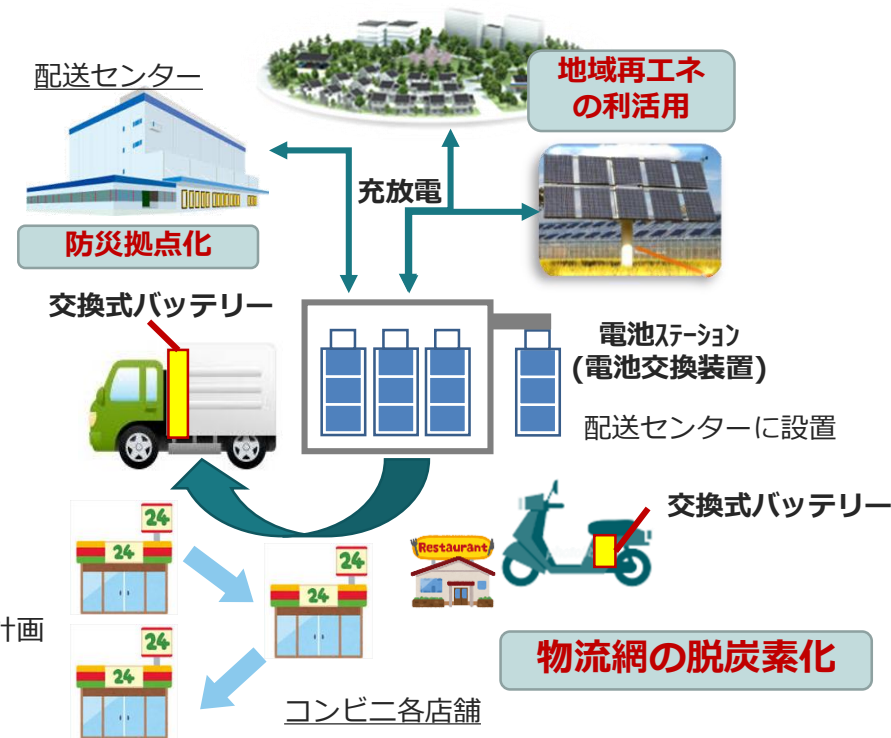 配送センター
地域再エネ
の利活用
充放電
防災拠点化
交換式バッテリー
電池ｽﾃｰｼｮﾝ
(電池交換装置)
配送センターに設置
交換式バッテリー
24
24
Restaurant
24
24
計画
24
24
物流網の脱炭素化
コンビニ各店舗